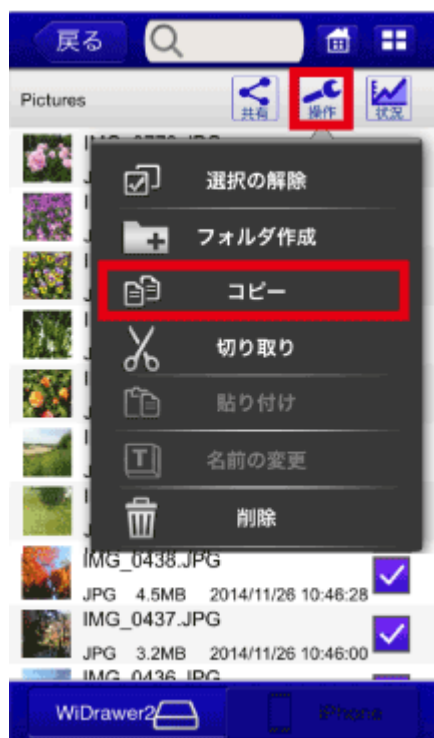 戻る
Pictures
共有
操作
状況
選択の解除
フォルダ作成
コピー
切り取り
貼り付け
名前の変更
削除
IMG_0438.JPG
JPG 4.5MB 2014/11/26 10:46:28
IMG_0437.JPG
JPG 3.2MB 2014/11/26 10:46:00
IMG_0436.JPG
WiDrawer2